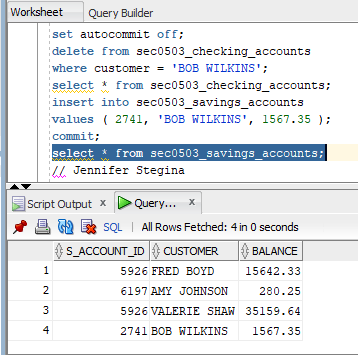 Worksheet Query Builder
set autocommit off;
delete from sec0503_checking_accounts
where customer = 'BOB WILKINS';
select * from sec0503_checking_accounts;
insert into sec0503_savings_accounts
values ( 2741, 'BOB WILKINS', 1567.35 );
commit;
select * from sec0503_savings_accounts;
// Jennifer Stegina
Script Output x Query... x
SQL | All Rows Fetched: 4 in 0 seconds
S_ACCOUNT_ID CUSTOMER BALANCE
1 5926 FRED BOYD 15642.33
2 6197 AMY JOHNSON 280.25
3 5926 VALERIE SHAW 35159.64
4 2741 BOB WILKINS 1567.35